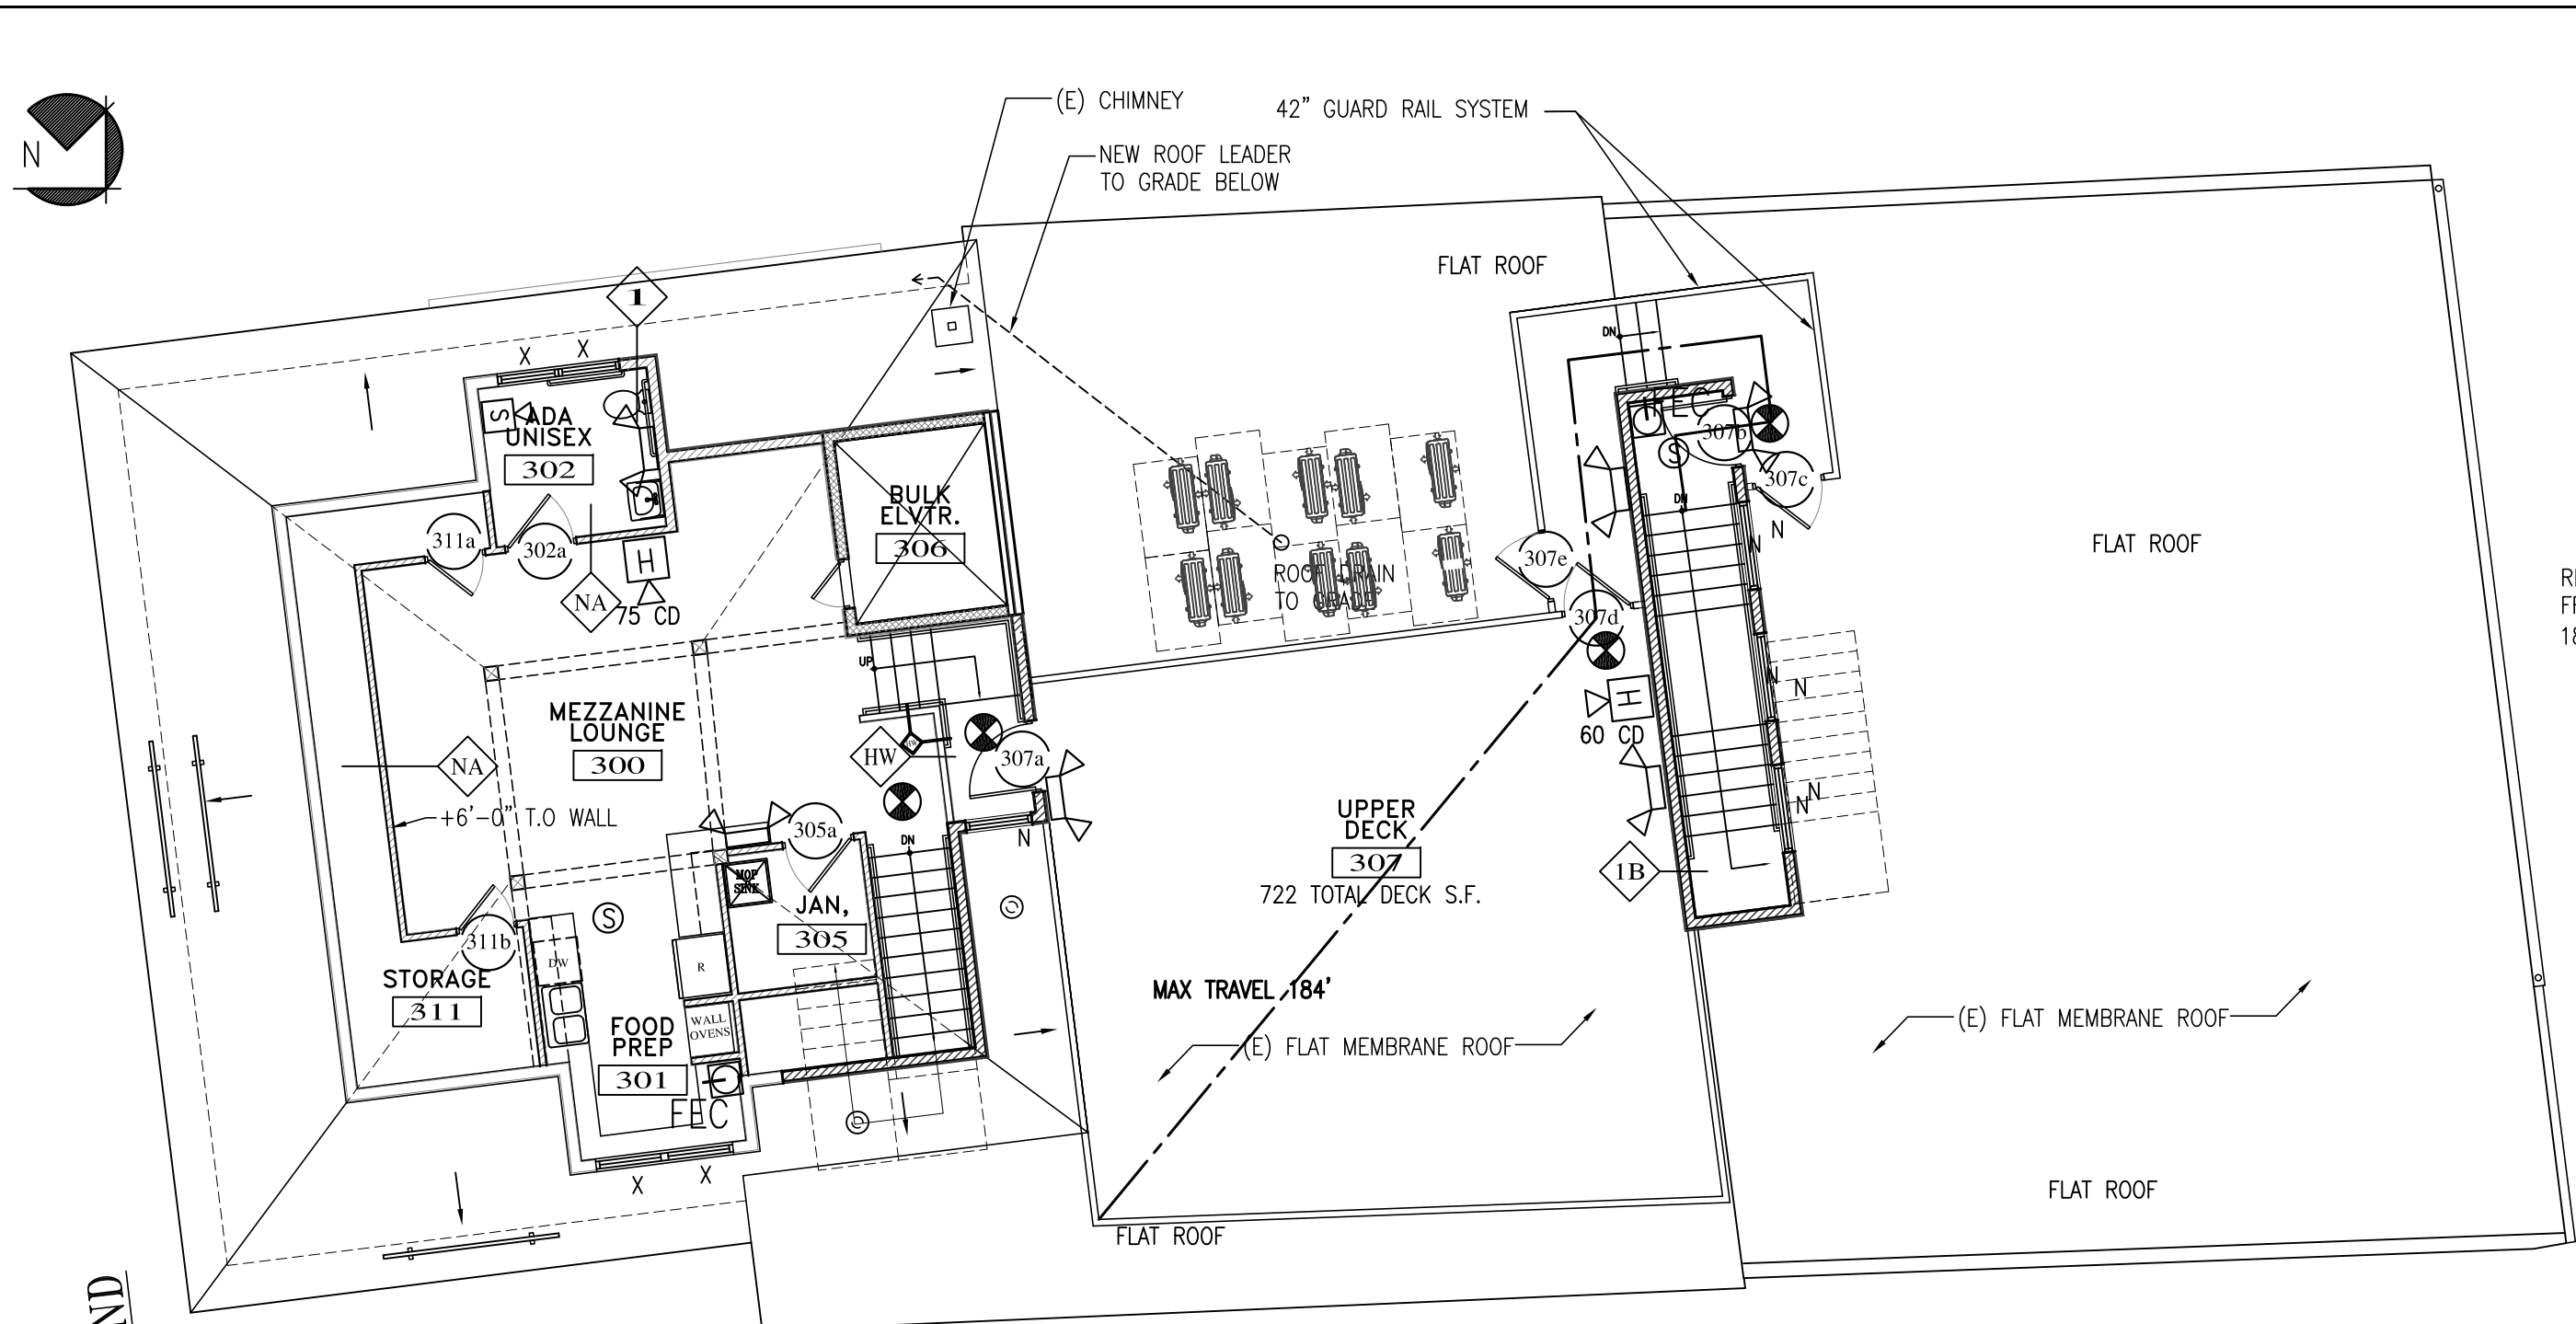 N
(E) CHIMNEY
42” GUARD RAIL SYSTEM
NEW ROOF LEADER
TO GRADE BELOW
FLAT ROOF
1
X X
DN
S
ADA
UNISEX
302
FEC
307b
S
307c
BULK
ELVTR.
306
DN
N
N
311a
302a
H
NA
75 CD
307e
ROOF DRAIN
TO GRADE
307d
FLAT ROOF
UP
MEZZANINE
LOUNGE
300
NA
HW
307a
H
60 CD
N
N
+6'-0" T.O WALL
305a
N
UPPER
DECK
307
722 TOTAL DECK S.F.
N
N
DN
MOP
SINK
JAN,
305
1B
S
311b
DW
R
STORAGE
311
MAX TRAVEL 184'
WALL
OVENS
FOOD
PREP
301
FEC
(E) FLAT MEMBRANE ROOF
(E) FLAT MEMBRANE ROOF
X X
FLAT ROOF
FLAT ROOF